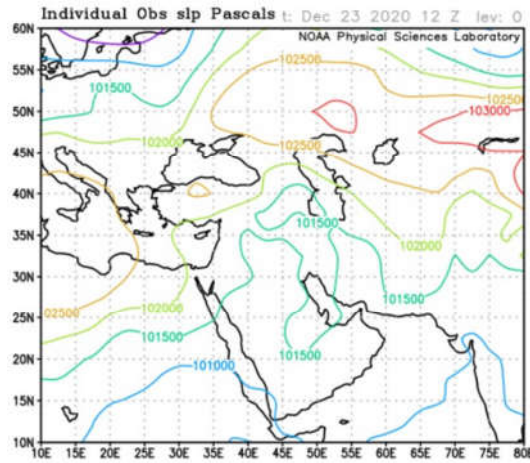 Individual Obs slp Pascals t: Dec 23 2020 12 Z lev: 0
NOAA Physical Sciences Laboratory
60N
55N
50N
45N
40N
35N
30N
25N
20N
15N
10N
101500
102000
102500
102500
103000
102500
101500
102000
102500
102000
101500
101500
101500
101000
10E 15E 20E 25E 30E 35E 40E 45E 50E 55E 60E 65E 70E 75E